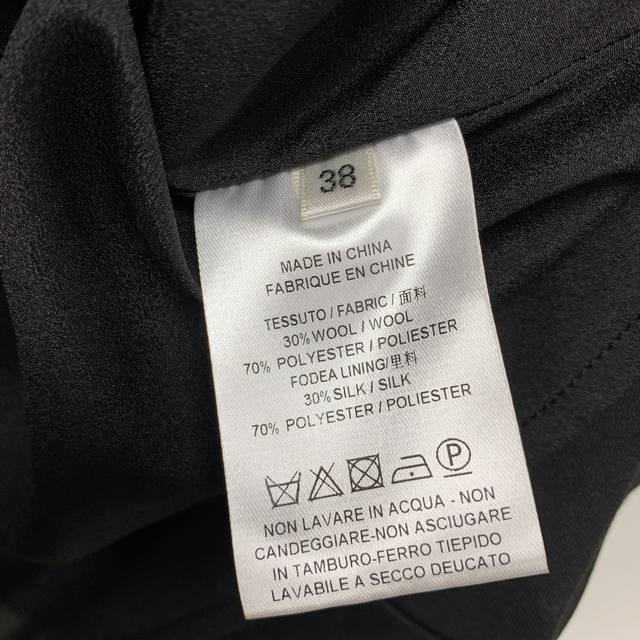 38
MADE IN CHINA
FABRIQUE EN CHINE
TESSUTO / FABRIC / 面料
30% WOOL / WOOL
70% POLYESTER / POLIESTER
FODEA LINING / 里料
30% SILK / SILK
70% POLYESTER / POLIESTER
P
NON LAVARE IN ACQUA - NON
CANDEGGIARE-NON ASCIUGARE
IN TAMBURO-FERRO TIEPIDO
LAVABILE A SECCO DEUCATO